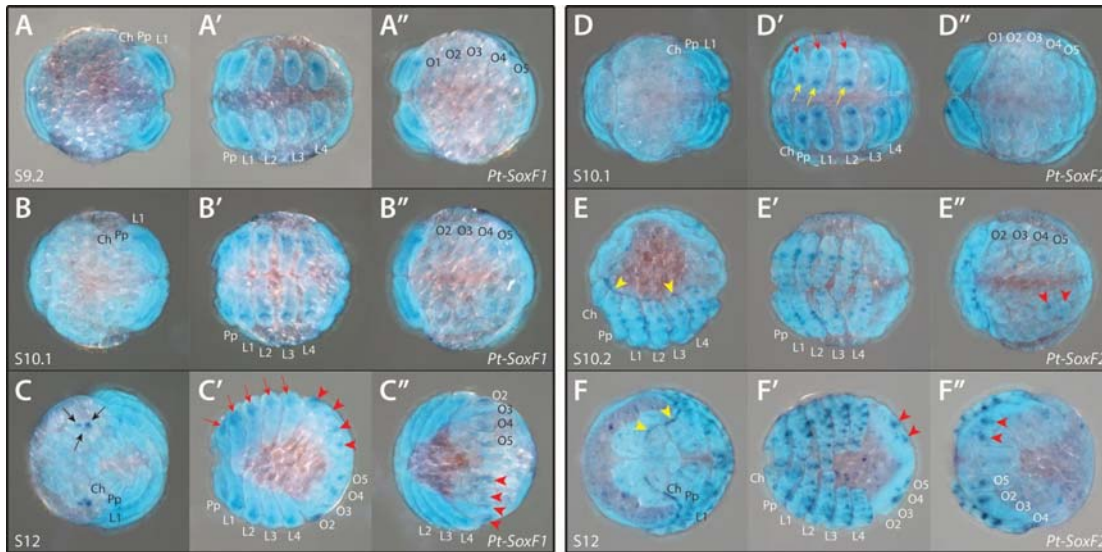 A
Ch Pp L1
S9.2
A′
Pp L1 L2 L3 L4
A″
O1 O2 O3 O4 O5
Pt-SoxF1
B
L1
Ch Pp
S10.1
B′
Pp L1 L2 L3 L4
B″
O2 O3 O4 O5
Pt-SoxF1
C
Ch Pp L1
S12
C′
Pp L1 L2 L3 L4 O2 O3 O4 O5
C″
O2
O3
O4
O5
L2 L3 L4
Pt-SoxF1
D
Ch Pp L1
S10.1
D′
Ch Pp L1 L2 L3 L4
D″
O1 O2 O3 O4 O5
Pt-SoxF2
E
Ch Pp L1 L2 L3 L4
S10.2
E′
Pp L1 L2 L3 L4
E″
O2 O3 O4 O5
Pt-SoxF2
F
Ch Pp L1
S12
F′
Ch Pp L1 L2 L3 L4 O2 O3 O4 O5
F″
O5
O2
O3
O4
Pt-SoxF2